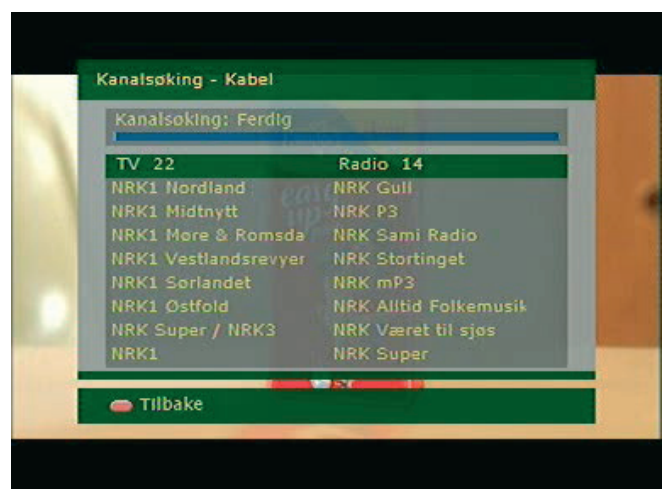 Kanalsøking - Kabel
Kanalsøking: Ferdig
TV 22 Radio 14
NRK1 Nordland NRK Gull
NRK1 Midtnytt NRK P3
NRK1 Møre & Romsda NRK Sami Radio
NRK1 Vestlandsrevyer NRK Stortinget
NRK1 Sørlandet NRK mP3
NRK1 Østfold NRK Alltid Folkemusik
NRK Super / NRK3 NRK Været til sjøs
NRK1 NRK Super
Tilbake